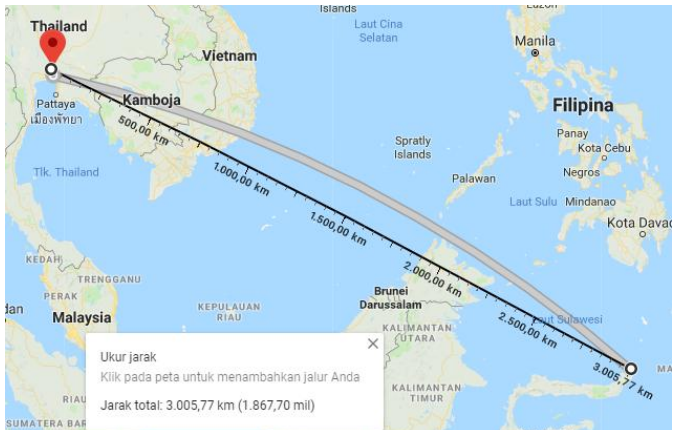 Islands
Luzon
Laut Cina
Selatan
Thailand
Manila
Vietnam
Pattaya
เมืองพัทยา
Kamboja
Filipina
500,00 km
Spratly
Islands
Panay
Kota Cebu
Tlk. Thailand
1.000,00 km
Palawan
Negros
Laut Sulu
Mindanao
1.500,00 km
Kota Davao
KEDAH
TRENGGANU
2.000,00 km
PERAK
Brunei
Darussalam
dan
Malaysia
KEPULAUAN
RIAU
2.500,00 km
Laut Sulawesi
KALIMANTAN
UTARA
Ukur jarak
Klik pada peta untuk menambahkan jalur Anda
Jarak total: 3.005,77 km (1.867,70 mil)
3.005,77 km
MA
KALIMANTAN
TIMUR
RIAU
SUMATERA BAR